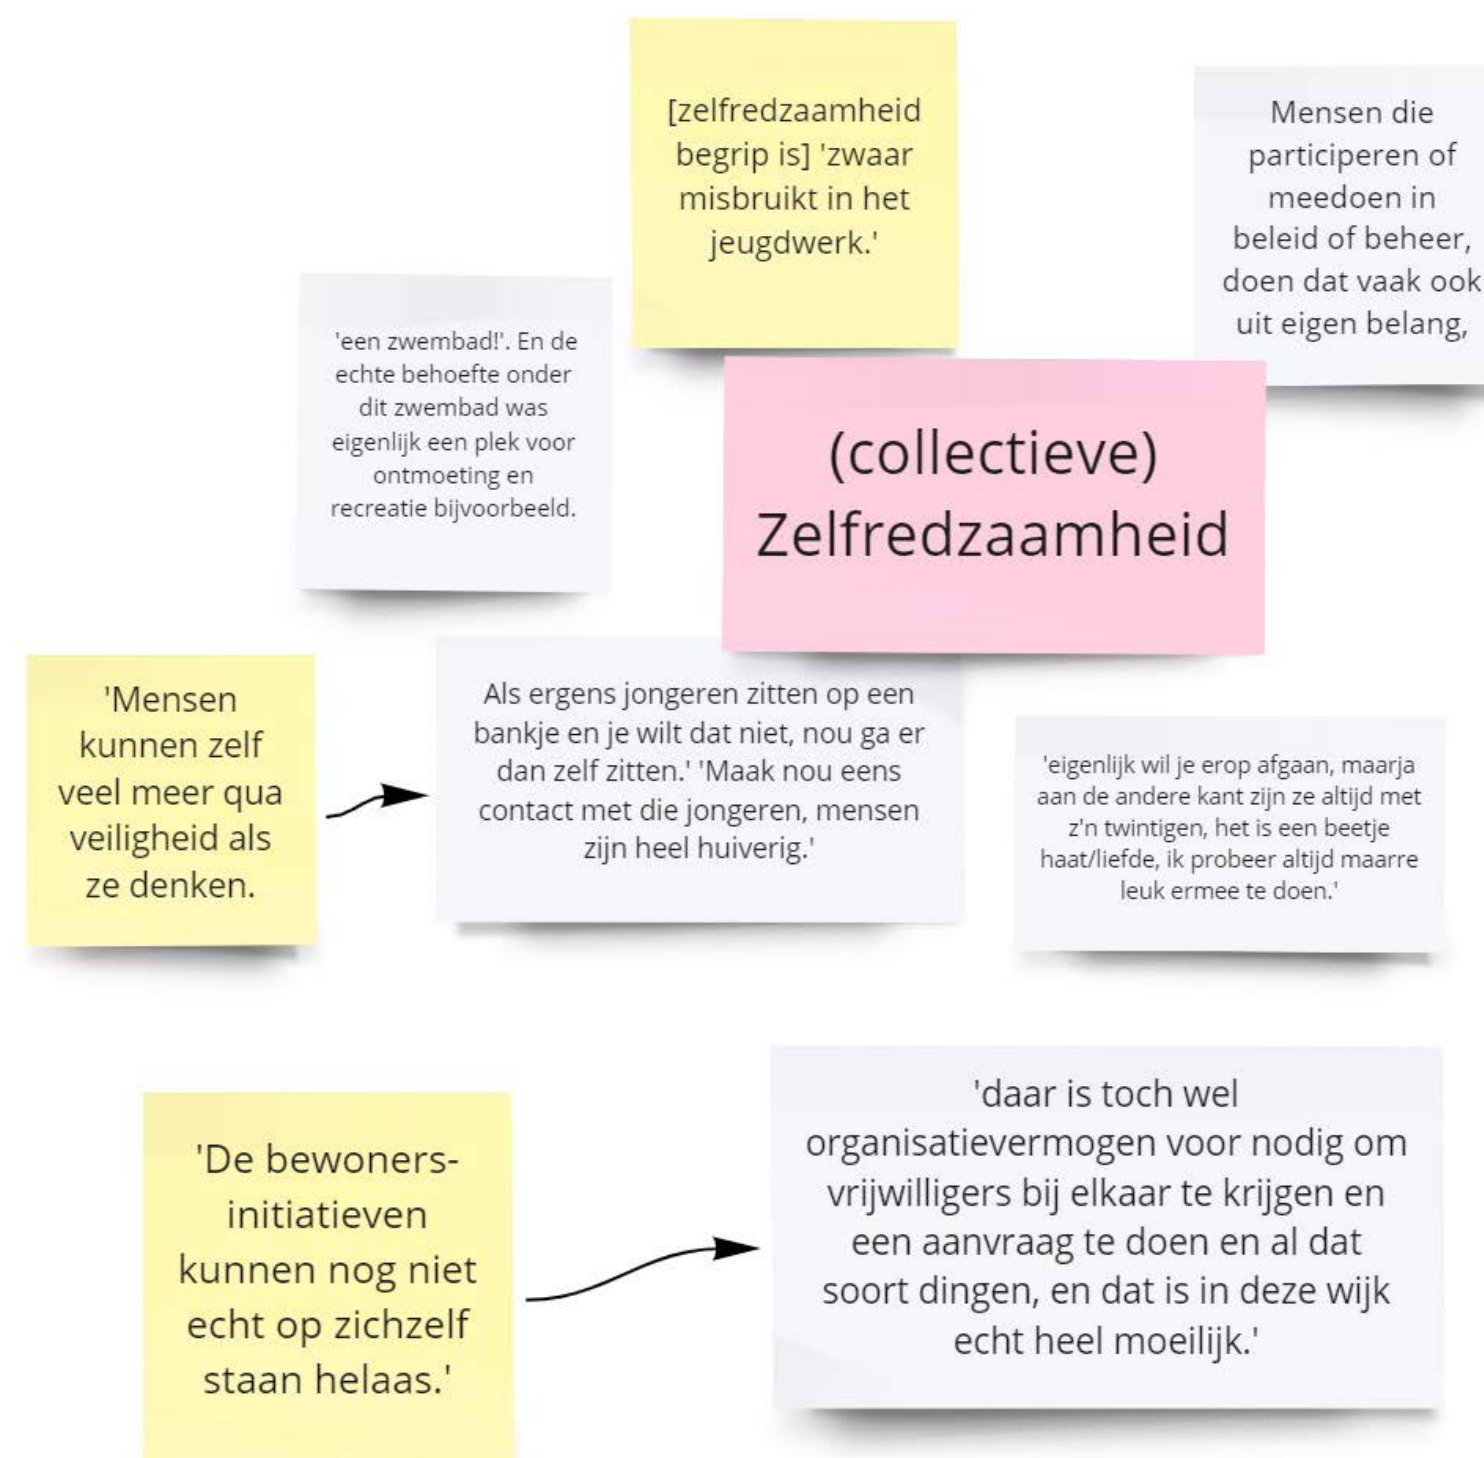 [zelfredzaamheid
begrip is] 'zwaar
misbruikt in het
jeugdwerk.'
Mensen die
participeren of
meedoen in
beleid of beheer,
doen dat vaak ook
uit eigen belang,
'een zwembad!'. En de
echte behoefte onder
dit zwembad was
eigenlijk een plek voor
ontmoeting en
recreatie bijvoorbeeld.
(collectieve)
Zelfredzaamheid
'Mensen
kunnen zelf
veel meer qua
veiligheid als
ze denken.
Als ergens jongeren zitten op een
bankje en je wilt dat niet, nou ga er
dan zelf zitten.' 'Maak nou eens
contact met die jongeren, mensen
zijn heel huiverig.'
'eigenlijk wil je erop afgaan, maarja
aan de andere kant zijn ze altijd met
z'n twintigen, het is een beetje
haat/liefde, ik probeer altijd maarre
leuk ermee te doen.'
'De bewoners-
initiatieven
kunnen nog niet
echt op zichzelf
staan helaas.'
'daar is toch wel
organisatievermogen voor nodig om
vrijwilligers bij elkaar te krijgen en
een aanvraag te doen en al dat
soort dingen, en dat is in deze wijk
echt heel moeilijk.'